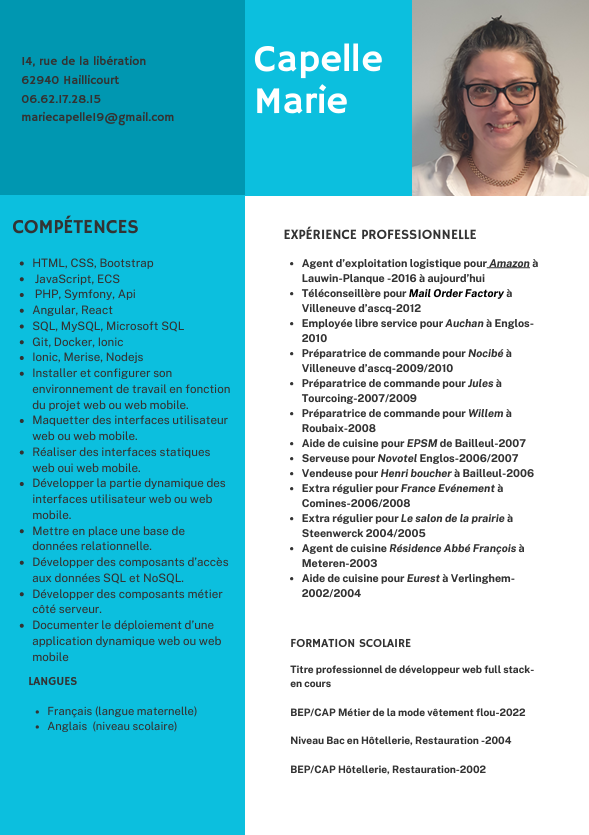 14, rue de la libération
62940 Haillicourt
06.62.17.28.15
mariecapelle19@gmail.com
Capelle
Marie
COMPÉTENCES
HTML, CSS, Bootstrap
JavaScript, ECS
PHP, Symfony, Api
Angular, React
SQL, MySQL, Microsoft SQL
Git, Docker, Ionic
Ionic, Merise, Nodejs
Installer et configurer son
environnement de travail en fonction
du projet web ou web mobile.
Maquetter des interfaces utilisateur
web ou web mobile.
Réaliser des interfaces statiques
web oui web mobile.
Développer la partie dynamique des
interfaces utilisateur web ou web
mobile.
Mettre en place une base de
données relationnelle.
Développer des composants d'accès
aux données SQL et NoSQL.
Développer des composants métier
côté serveur.
Documenter le déploiement d'une
application dynamique web ou web
mobile
LANGUES
Français (langue maternelle)
Anglais (niveau scolaire)
EXPÉRIENCE PROFESSIONNELLE
Agent d'exploitation logistique pour Amazon à
Lauwin-Planque -2016 à aujourd'hui
Téléconseillère pour Mail Order Factory à
Villeneuve d'ascq-2012
Employée libre service pour Auchan à Englos-
2010
Préparatrice de commande pour Nocibé à
Villeneuve d'ascq-2009/2010
Préparatrice de commande pour Jules à
Tourcoing-2007/2009
Préparatrice de commande pour Willem à
Roubaix-2008
Aide de cuisine pour EPSM de Bailleul-2007
Serveuse pour Novotel Englos-2006/2007
Vendeuse pour Henri boucher à Bailleul-2006
Extra régulier pour France Evénement à
Comines-2006/2008
Extra régulier pour Le salon de la prairie à
Steenwerck 2004/2005
Agent de cuisine Résidence Abbé François à
Meteren-2003
Aide de cuisine pour Eurest à Verlinghem-
2002/2004
FORMATION SCOLAIRE
Titre professionnel de développeur web full stack-
en cours
BEP/CAP Métier de la mode vêtement flou-2022
Niveau Bac en Hôtellerie, Restauration -2004
BEP/CAP Hôtellerie, Restauration-2002